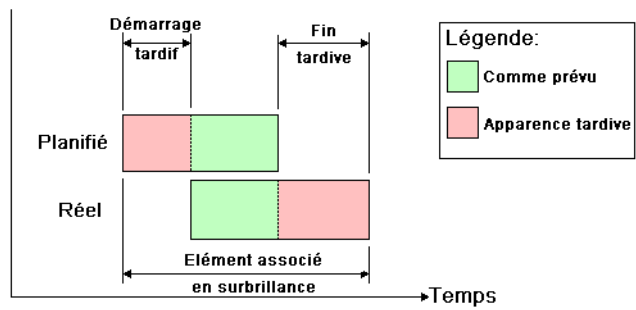 Démarrage
tardif
Fin
tardive
Légende:
Comme prévu
Apparence tardive
Planifié
Réel
Elément associé
en surbrillance
Temps